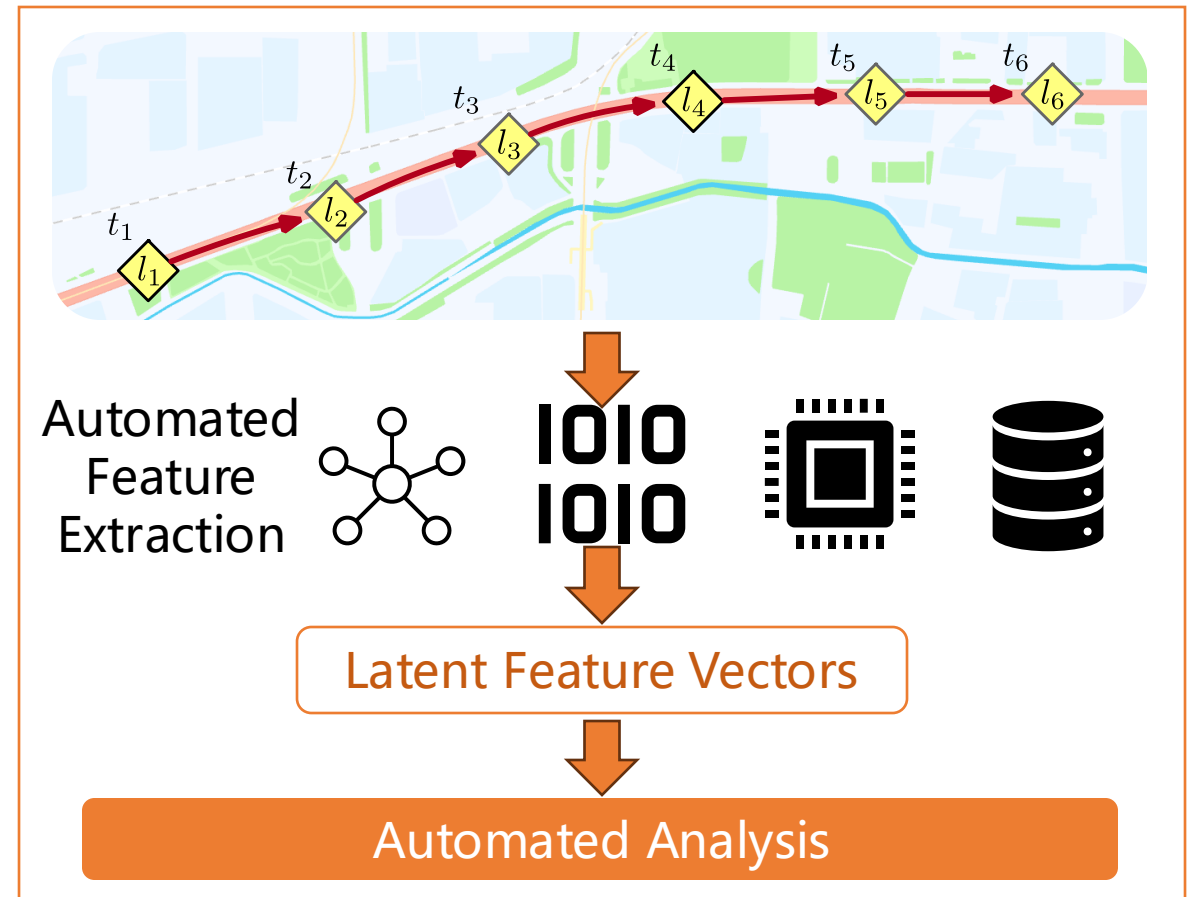 t₁ t₂ t₃ t₄ t₅ t₆
l₁ l₂ l₃ l₄ l₅ l₆
Automated
Feature
Extraction
1010
1010
Latent Feature Vectors
Automated Analysis